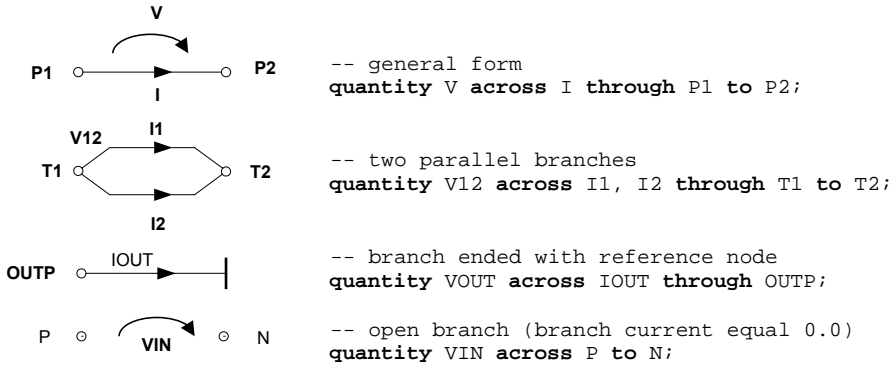 V
P1
P2
I
-- general form
quantity V across I through P1 to P2;
V12
I1
T1
T2
I2
-- two parallel branches
quantity V12 across I1, I2 through T1 to T2;
OUTP
IOUT
-- branch ended with reference node
quantity VOUT across IOUT through OUTP;
P
VIN
N
-- open branch (branch current equal 0.0)
quantity VIN across P to N;